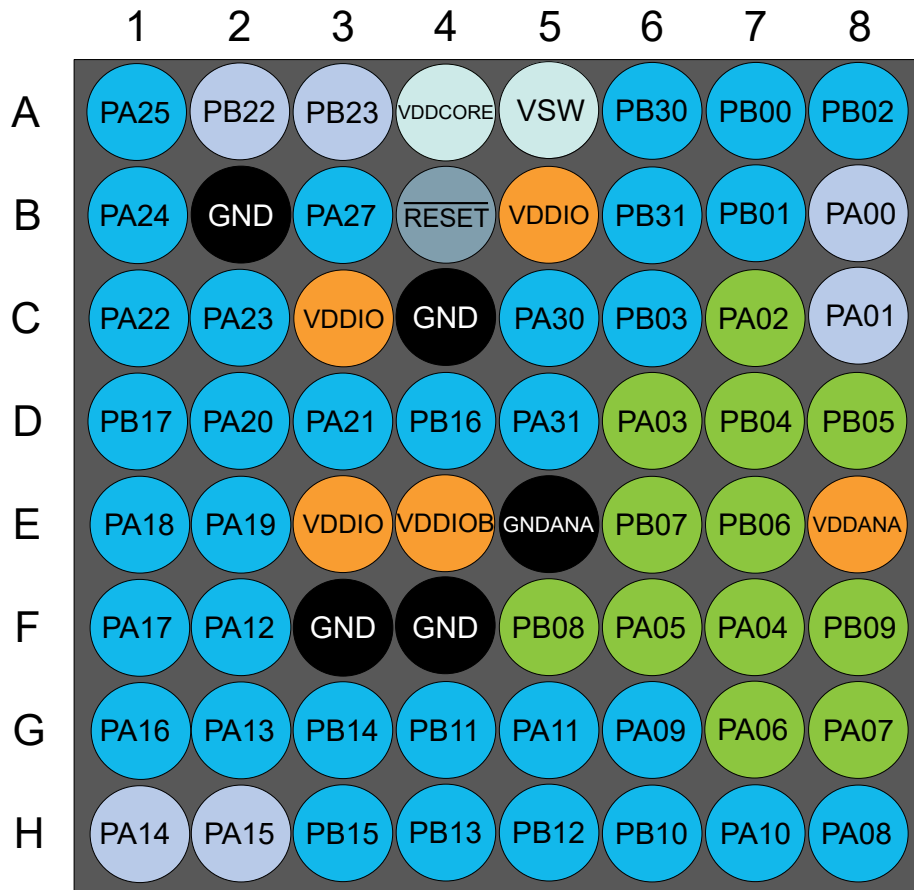 1 2 3 4 5 6 7 8
A PA25 PB22 PB23 VDDCORE VSW PB30 PB00 PB02
B PA24 GND PA27 RESET VDDIO PB31 PB01 PA00
C PA22 PA23 VDDIO GND PA30 PB03 PA02 PA01
D PB17 PA20 PA21 PB16 PA31 PA03 PB04 PB05
E PA18 PA19 VDDIO VDDIOB GNDANA PB07 PB06 VDDANA
F PA17 PA12 GND GND PB08 PA05 PA04 PB09
G PA16 PA13 PB14 PB11 PA11 PA09 PA06 PA07
H PA14 PA15 PB15 PB13 PB12 PB10 PA10 PA08